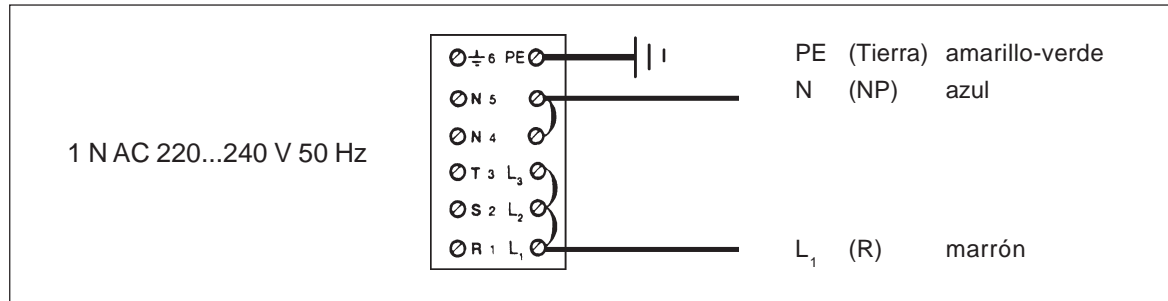 ⏚ 6 PE
N 5
N 4
T 3 L₃
S 2 L₂
R 1 L₁
1 N AC 220...240 V 50 Hz
PE (Tierra) amarillo-verde
N (NP) azul
L₁ (R) marrón